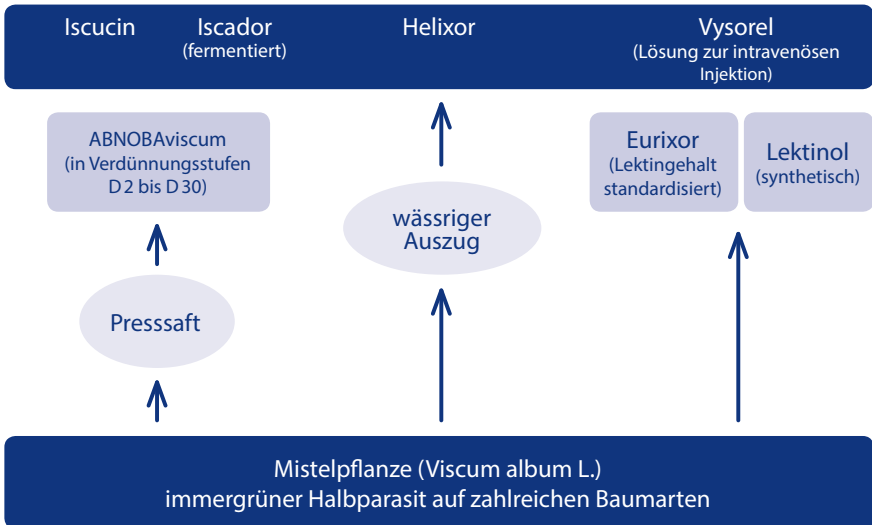 Iscucin
Iscador
(fermentiert)
Helixor
Vysorel
(Lösung zur intravenösen
Injektion)
ABNOBAviscum
(in Verdünnungsstufen
D 2 bis D 30)
Eurixor
(Lektingehalt
standardisiert)
Lektinol
(synthetisch)
wässriger
Auszug
Presssaft
Mistelpflanze (Viscum album L.)
immergrüner Halbparasit auf zahlreichen Baumarten